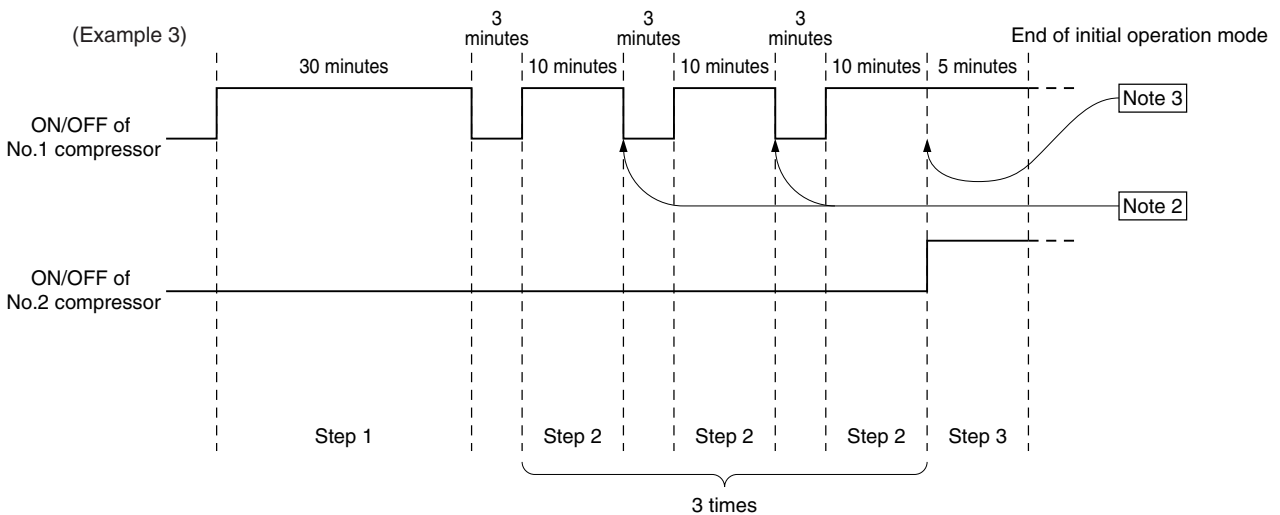 (Example 3)
3
minutes
3
minutes
3
minutes
End of initial operation mode
30 minutes
10 minutes
10 minutes
10 minutes
5 minutes
Note 3
ON/OFF of
No.1 compressor
Note 2
ON/OFF of
No.2 compressor
Step 1
Step 2
Step 2
Step 2
Step 3
3 times